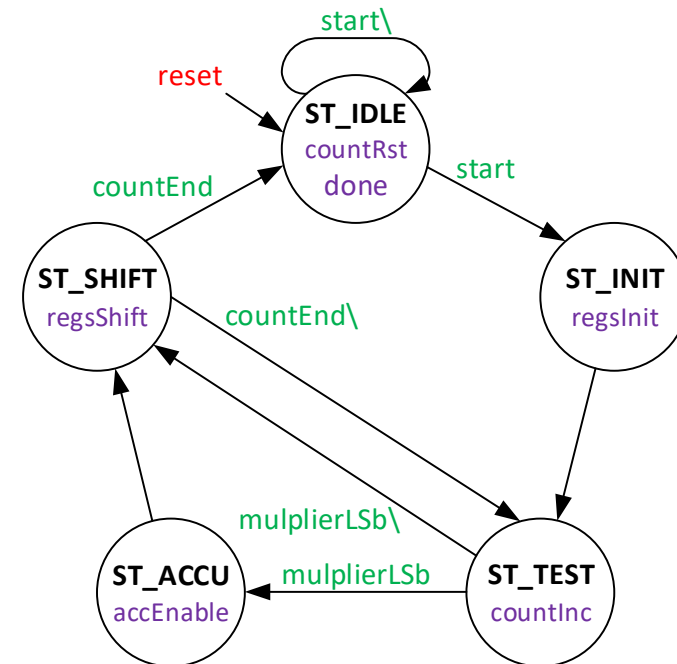 start\
reset
ST_IDLE
countRst
done
countEnd
start
ST_SHIFT
regsShift
ST_INIT
regsInit
countEnd\
mulplierLSb\
mulplierLSb
ST_ACCU
accEnable
ST_TEST
countInc